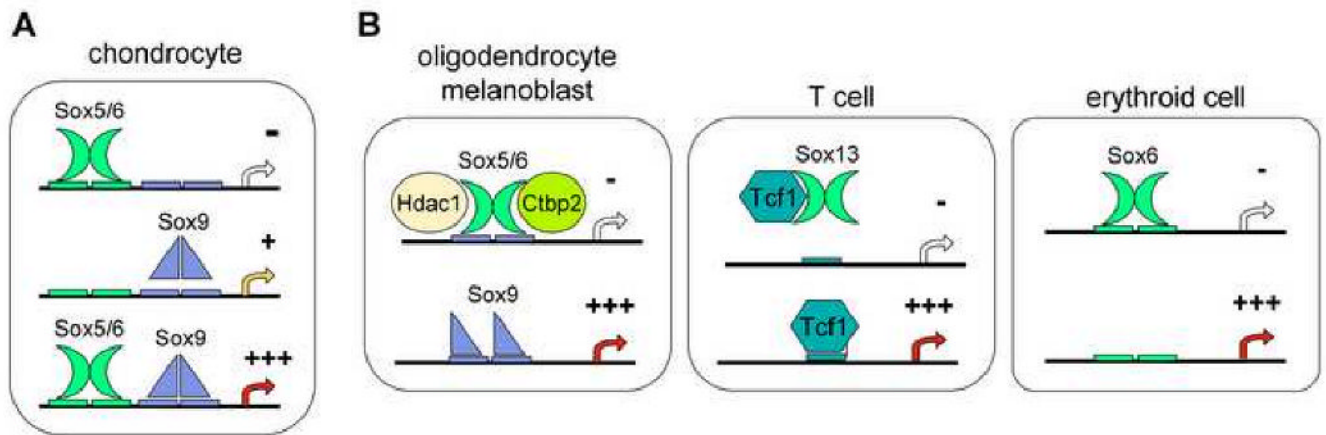 A
chondrocyte
Sox5/6
-
Sox9
+
Sox5/6
Sox9
+++
B
oligodendrocyte
melanoblast
Sox5/6
Hdac1
Ctbp2
-
Sox9
+++
T cell
Sox13
Tcf1
-
Tcf1
+++
erythroid cell
Sox6
-
+++